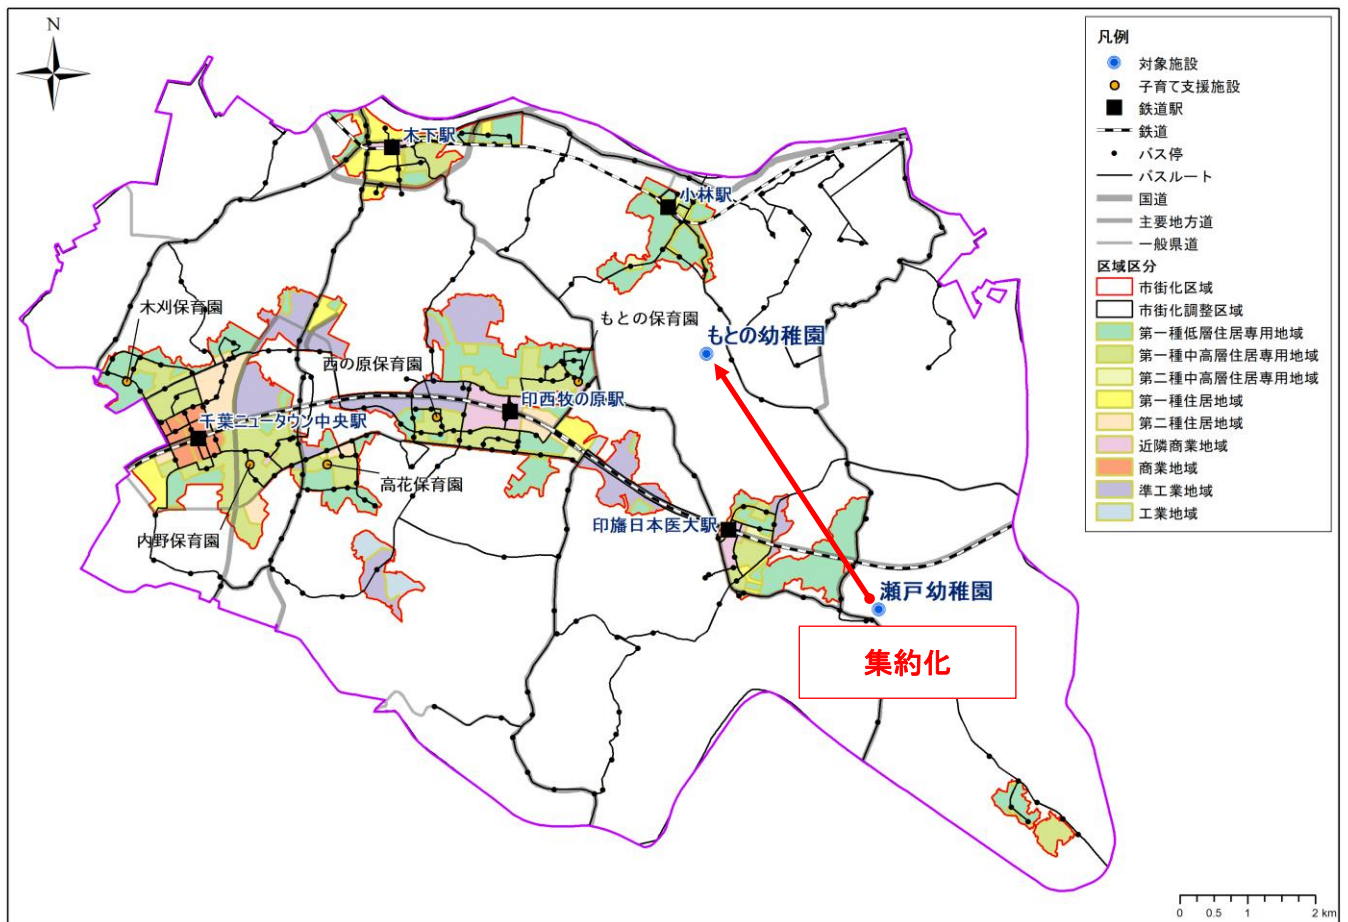 N
木下駅
小林駅
木刈保育園
もとの保育園
もとの幼稚園
西の原保育園
印西牧の原駅
千葉ニュータウン中央駅
高花保育園
内野保育園
印旛日本医大駅
瀬戸幼稚園
集約化
凡例
対象施設
子育て支援施設
鉄道駅
鉄道
バス停
バスルート
国道
主要地方道
一般県道
区域区分
市街化区域
市街化調整区域
第一種低層住居専用地域
第一種中高層住居専用地域
第二種中高層住居専用地域
第一種住居地域
第二種住居地域
近隣商業地域
商業地域
準工業地域
工業地域
0 0.5 1 2 km